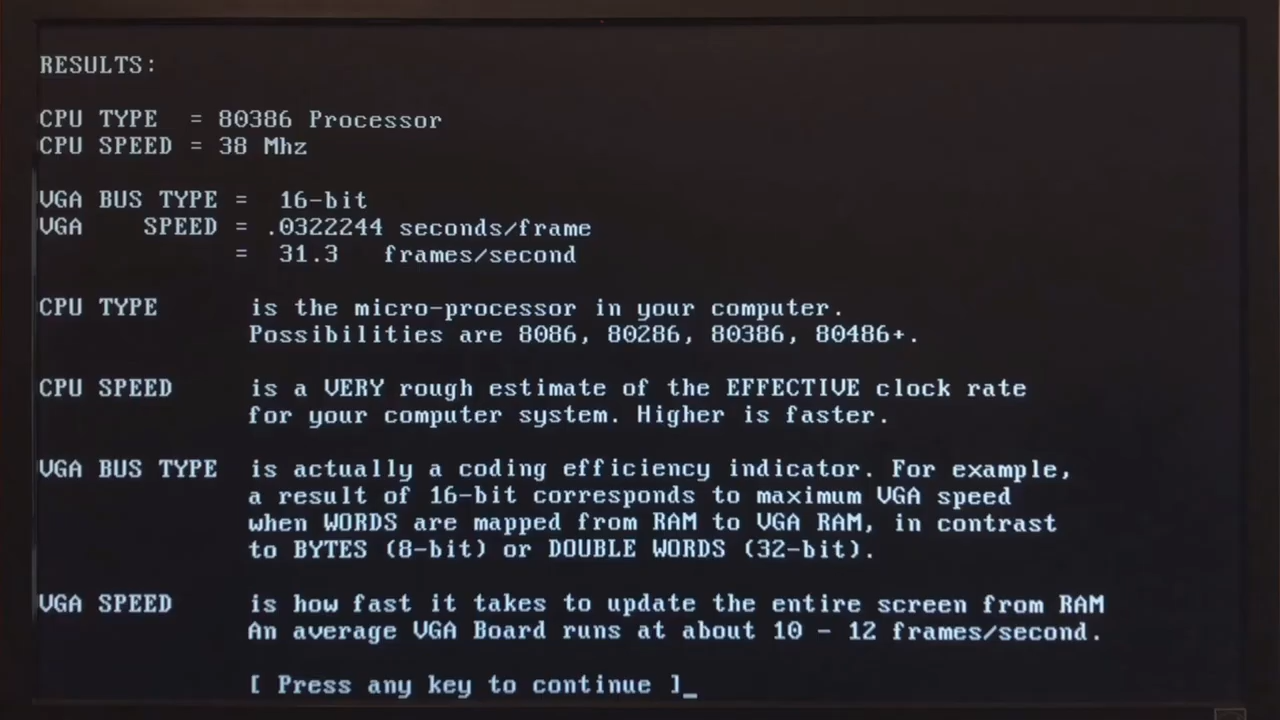 RESULTS:
CPU TYPE = 80386 Processor
CPU SPEED = 38 Mhz
VGA BUS TYPE = 16-bit
VGA SPEED = .0322244 seconds/frame
= 31.3 frames/second
CPU TYPE is the micro-processor in your computer.
Possibilities are 8086, 80286, 80386, 80486+.
CPU SPEED is a VERY rough estimate of the EFFECTIVE clock rate
for your computer system. Higher is faster.
VGA BUS TYPE is actually a coding efficiency indicator. For example,
a result of 16-bit corresponds to maximum VGA speed
when WORDS are mapped from RAM to VGA RAM, in contrast
to BYTES (8-bit) or DOUBLE WORDS (32-bit).
VGA SPEED is how fast it takes to update the entire screen from RAM
An average VGA Board runs at about 10 - 12 frames/second.
[ Press any key to continue ]_